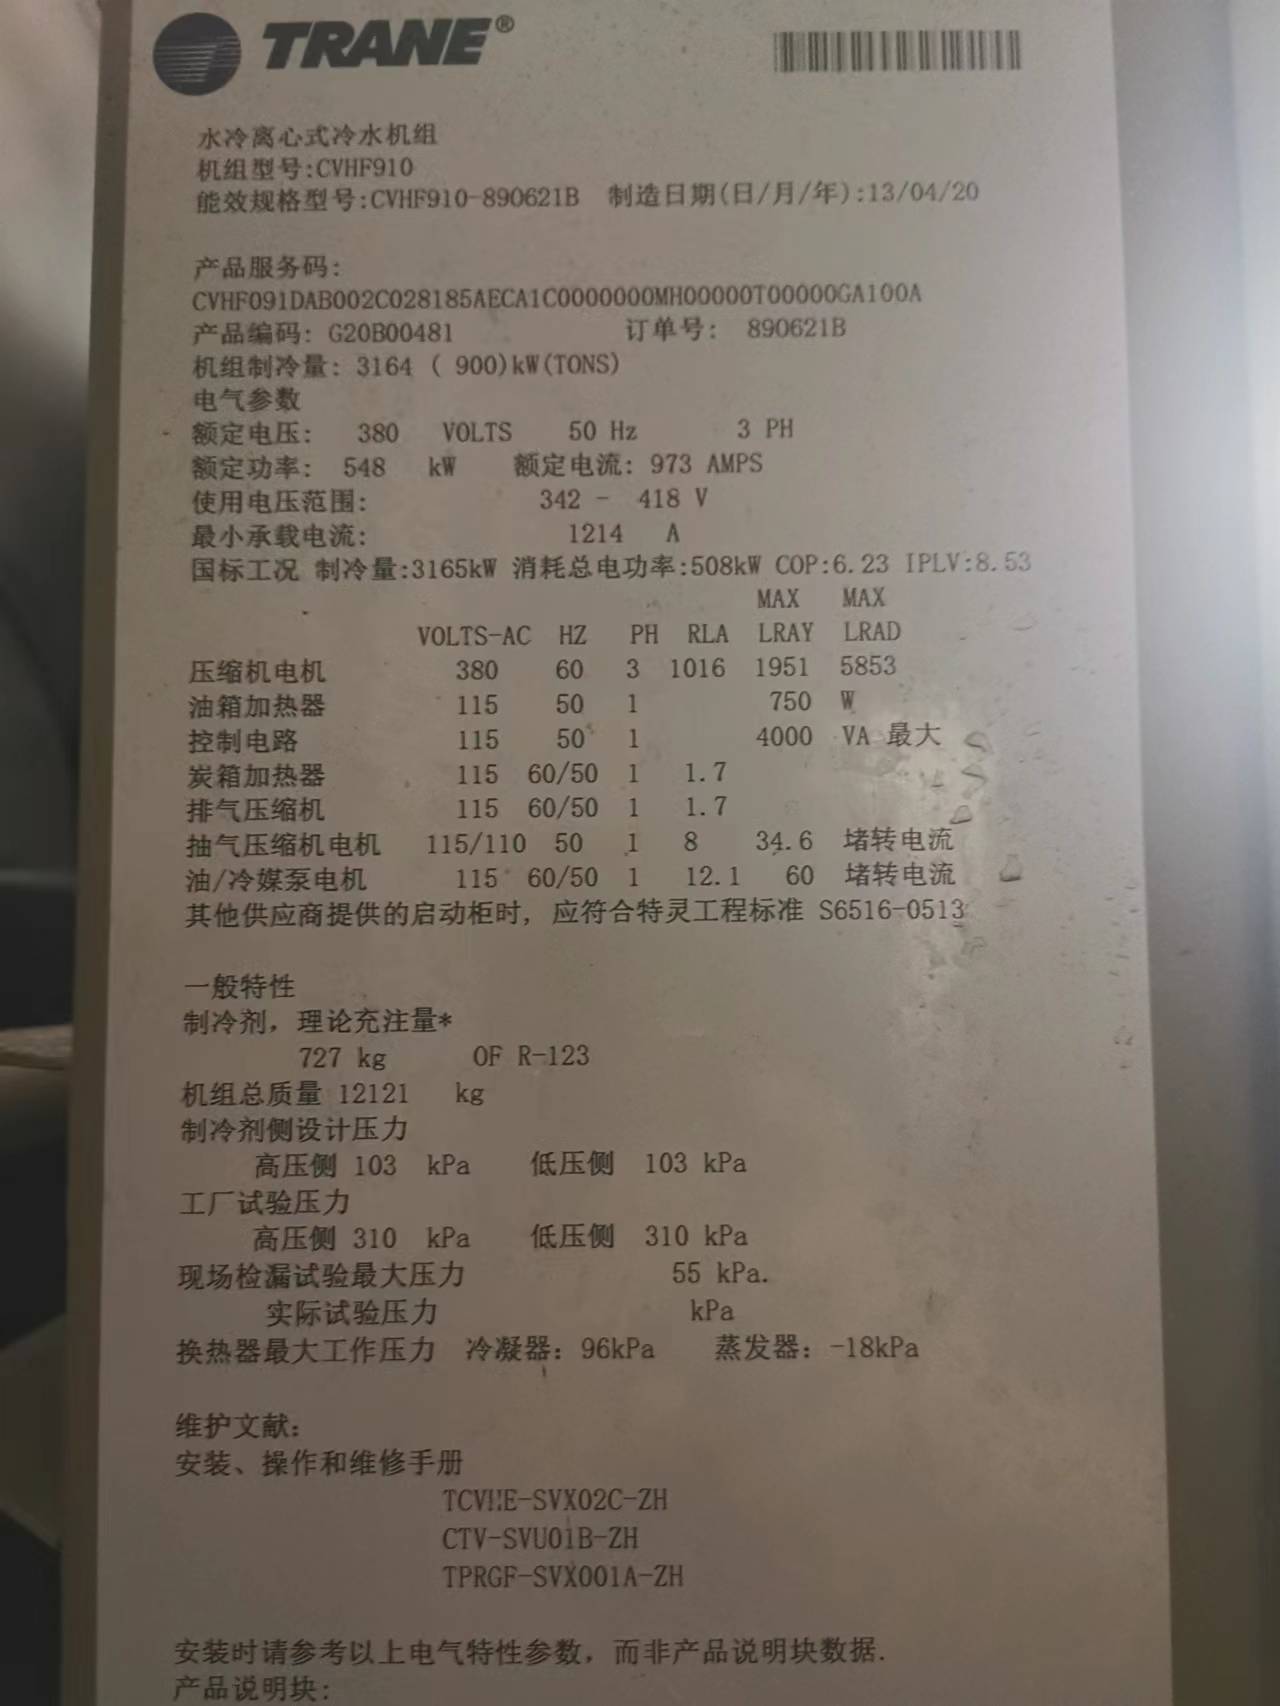 TRANE®
水冷离心式冷水机组
机组型号:CVHF910
能效规格型号:CVHF910-890621B 制造日期(日/月/年):13/04/20
产品服务码:
CVHF091DAB002C028185AECA1C0000000MH00000T00000GA100A
产品编码: G20B00481 订单号: 890621B
机组制冷量: 3164 ( 900)kW(TONS)
电气参数
额定电压: 380 VOLTS 50 Hz 3 PH
额定功率: 548 kW 额定电流: 973 AMPS
使用电压范围: 342 - 418 V
最小承载电流: 1214 A
国标工况 制冷量:3165kW 消耗总电功率:508kW COP:6.23 IPLV:8.53
MAX MAX
VOLTS-AC HZ PH RLA LRAY LRAD
压缩机电机 380 60 3 1016 1951 5853
油箱加热器 115 50 1 750 W
控制电路 115 50 1 4000 VA 最大
炭箱加热器 115 60/50 1 1.7
排气压缩机 115 60/50 1 1.7
抽气压缩机电机 115/110 50 1 8 34.6 堵转电流
油/冷媒泵电机 115 60/50 1 12.1 60 堵转电流
其他供应商提供的启动柜时, 应符合特灵工程标准 S6516-0513
一般特性
制冷剂, 理论充注量*
727 kg OF R-123
机组总质量 12121 kg
制冷剂侧设计压力
高压侧 103 kPa 低压侧 103 kPa
工厂试验压力
高压侧 310 kPa 低压侧 310 kPa
现场检漏试验最大压力 55 kPa.
实际试验压力 kPa
换热器最大工作压力 冷凝器: 96kPa 蒸发器: -18kPa
维护文献:
安装、操作和维修手册
TCVHE-SVX02C-ZH
CTV-SVU01B-ZH
TPRGF-SVX001A-ZH
安装时请参考以上电气特性参数, 而非产品说明块数据.
产品说明块: